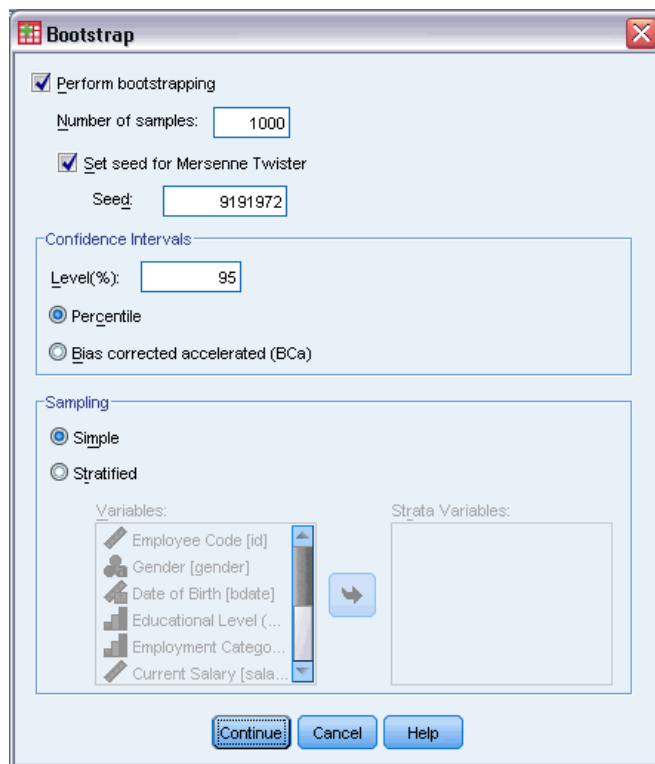 Bootstrap
Perform bootstrapping
Number of samples: 1000
Set seed for Mersenne Twister
Seed: 9191972
Confidence Intervals
Level(%): 95
Percentile
Bias corrected accelerated (BCa)
Sampling
Simple
Stratified
Variables: Strata Variables:
Employee Code [id]
Gender [gender]
Date of Birth [bdate]
Educational Level (...
Employment Catego...
Current Salary [sala...
Continue Cancel Help